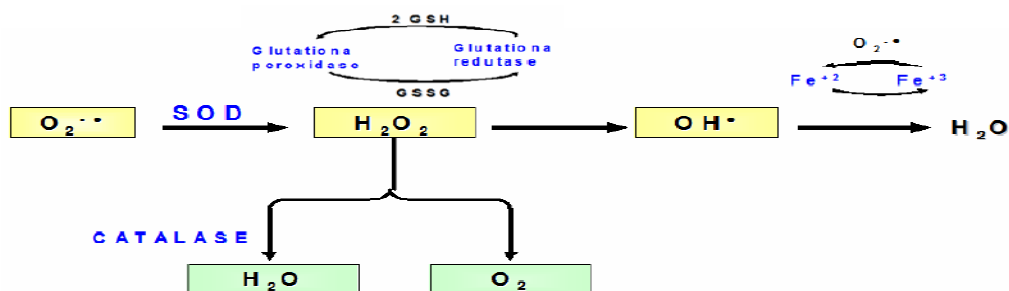 2 GSH
Glutationa
peroxidase
Glutationa
redutase
GSSG
O₂⁻•
Fe⁺²
Fe⁺³
O₂⁻•
SOD
H₂O₂
OH•
H₂O
CATALASE
H₂O
O₂